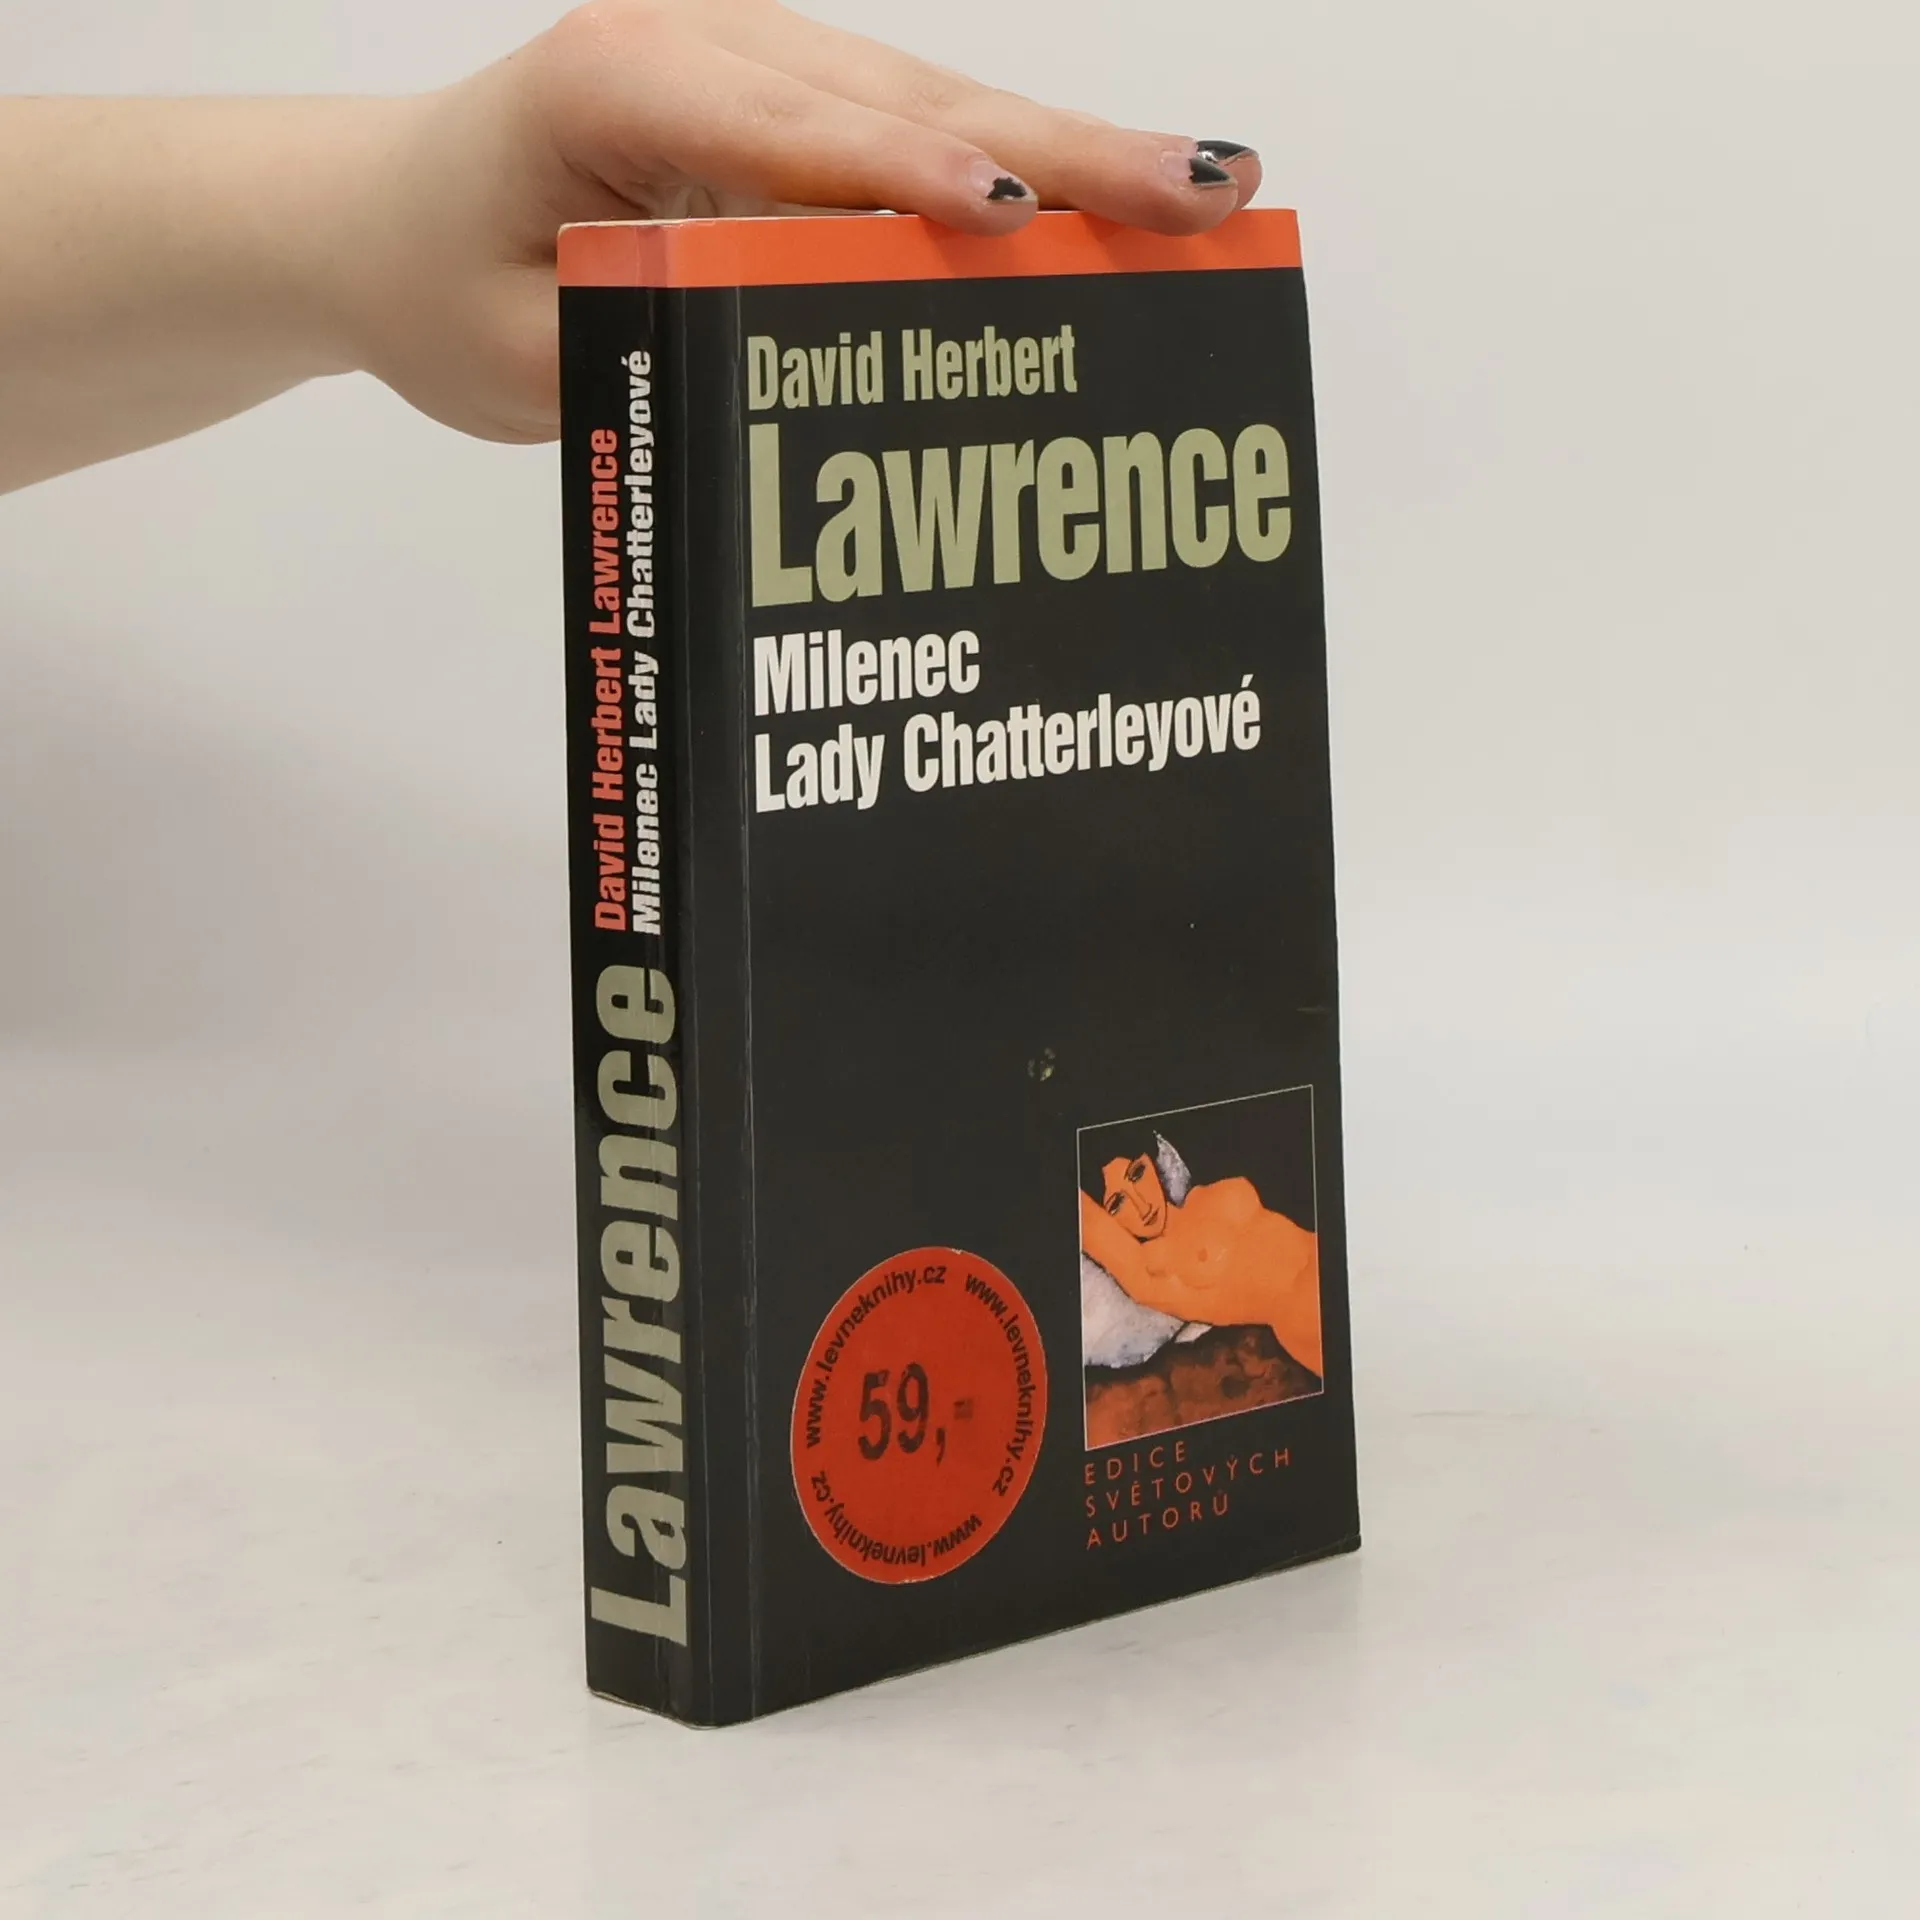 David Herbert
Lawrence
Milenec
Lady Chatterleyové
Lawrence
David Herbert Lawrence
Milenec Lady Chatterleyové
www.levneknihy.cz www.levneknihy.cz www.levneknihy.cz
59,-
EDICE
SVĚTOVÝCH
AUTORŮ